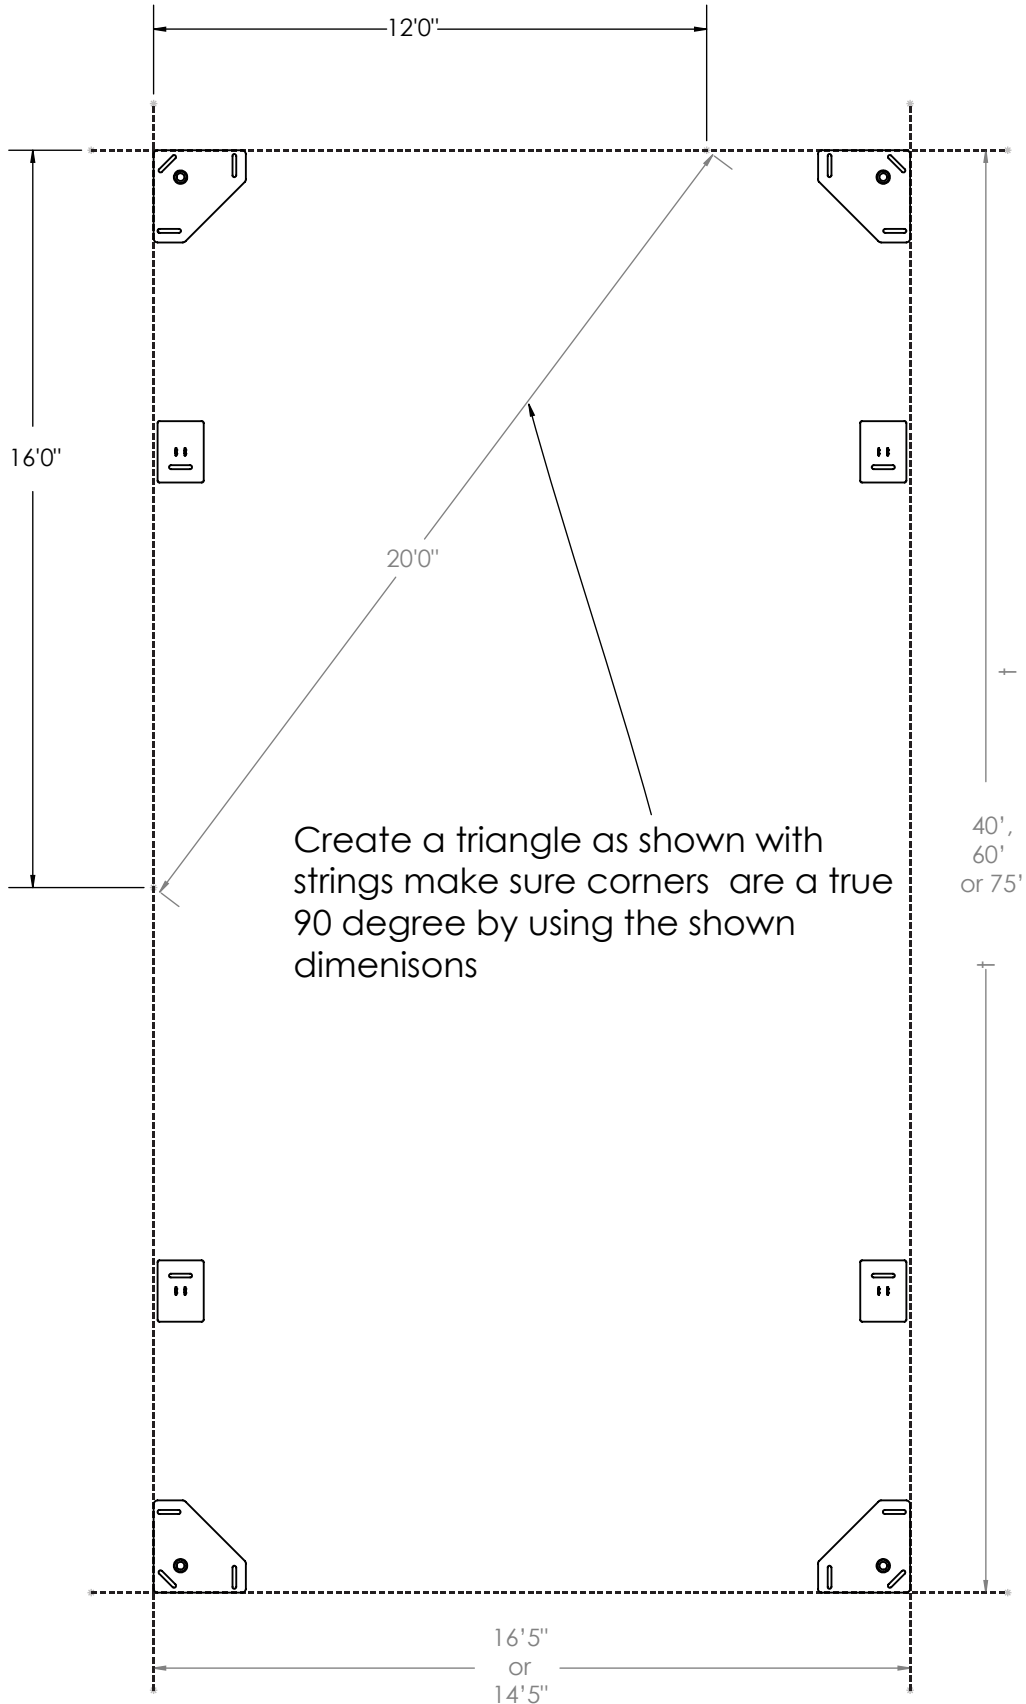 12'0"
16'0"
20'0"
Create a triangle as shown with
strings make sure corners  are a true
90 degree by using the shown
dimenisons
40',
60'
or 75'
16'5"
or
14'5"